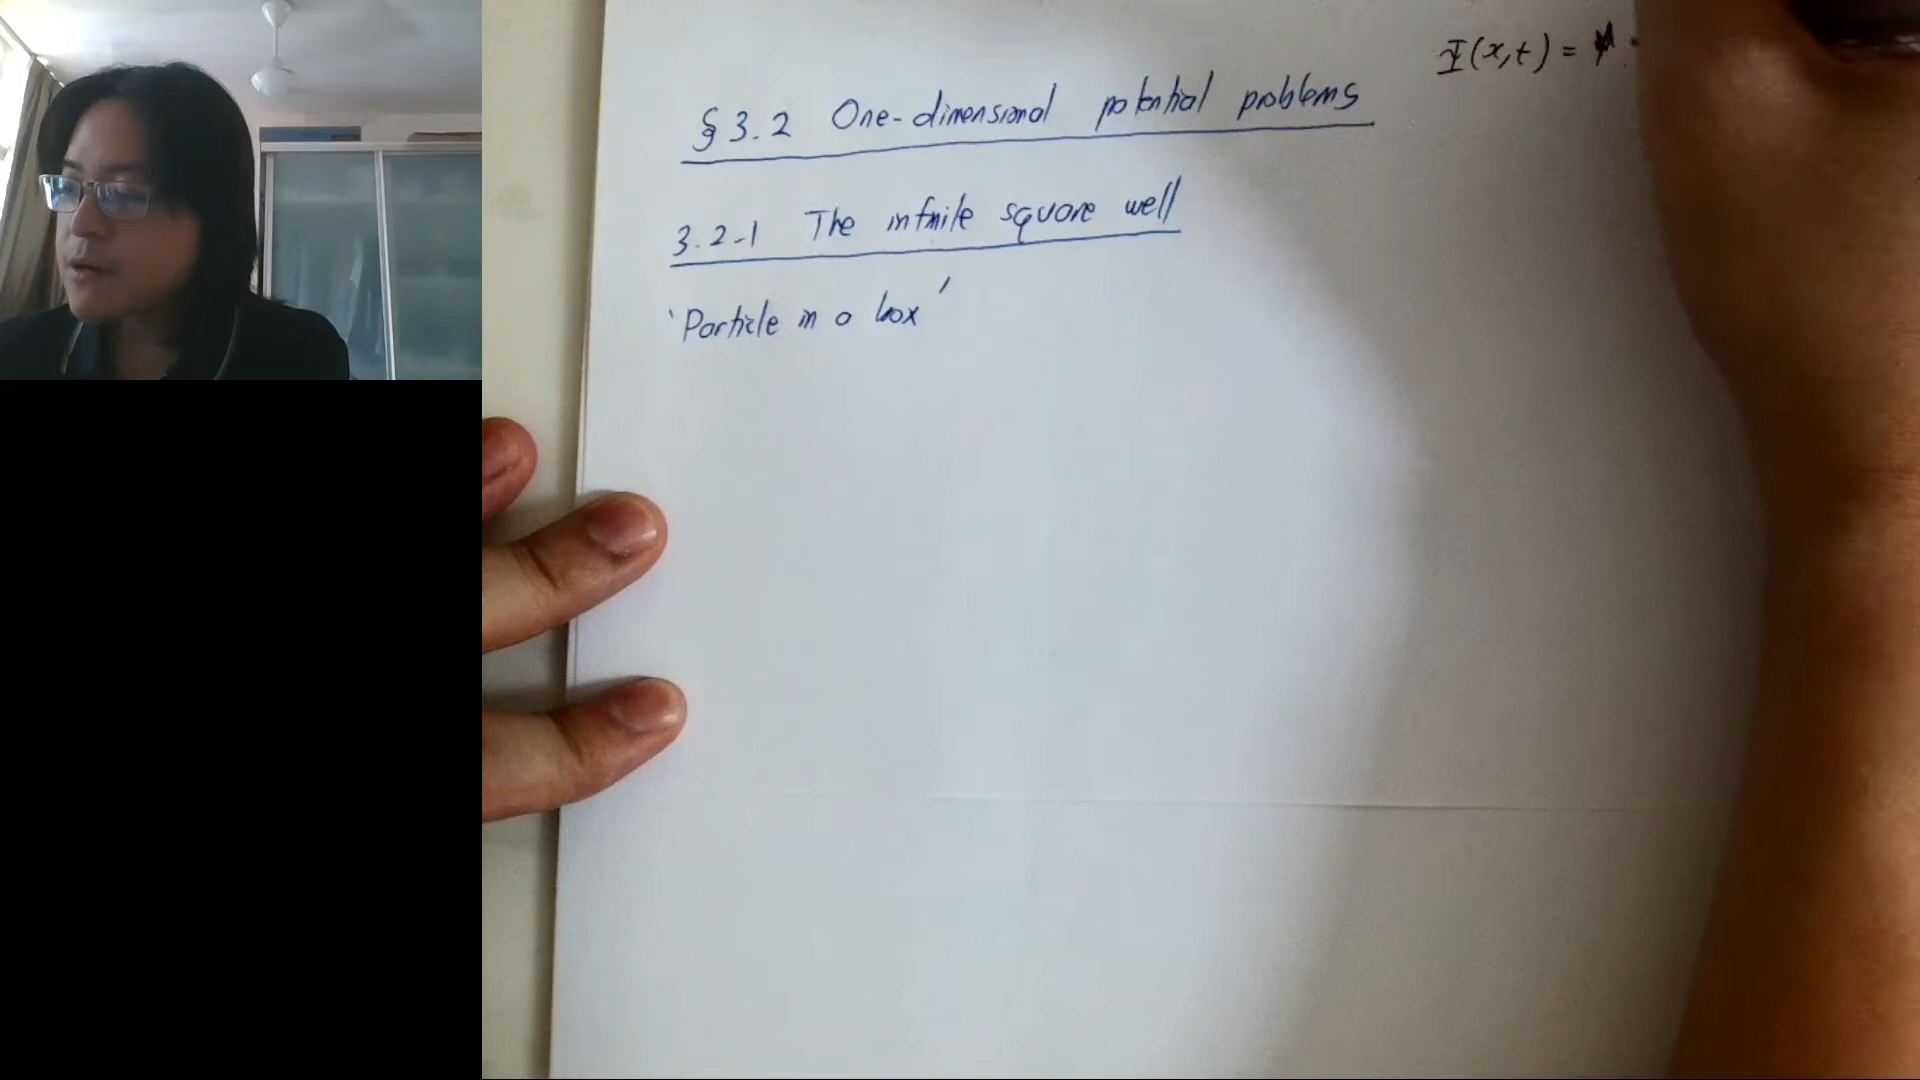 § 3.2 One-dimensional potential problems
Ψ(x,t) =
3.2.1 The infinite square well
'Particle in a box'